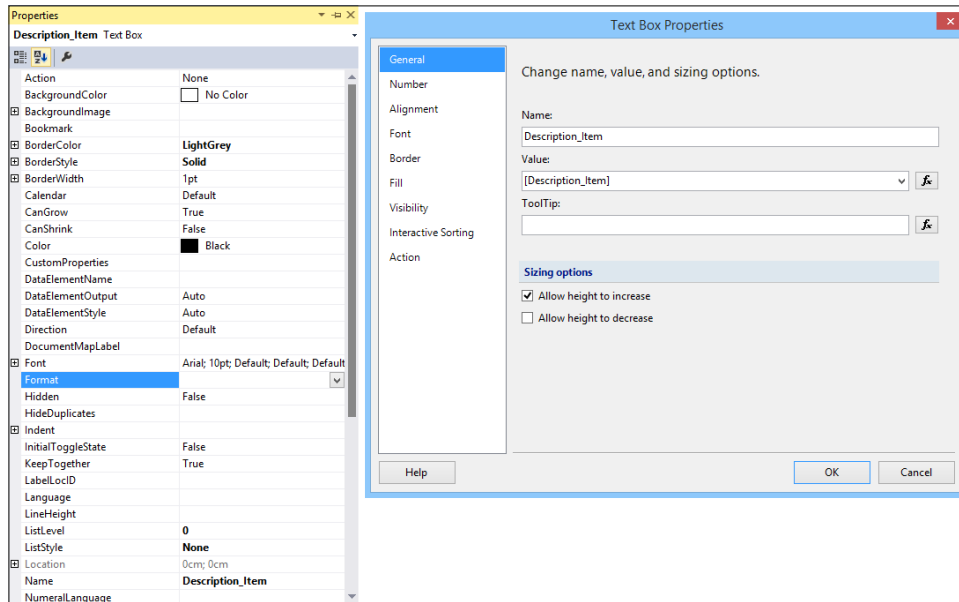 Properties
Description_Item Text Box
Action None
BackgroundColor No Color
BackgroundImage
Bookmark
BorderColor LightGrey
BorderStyle Solid
BorderWidth 1pt
Calendar Default
CanGrow True
CanShrink False
Color Black
CustomProperties
DataElementName
DataElementOutput Auto
DataElementStyle Auto
Direction Default
DocumentMapLabel
Font Arial; 10pt; Default; Default; Default
Format
Hidden False
HideDuplicates
Indent
InitialToggleState False
KeepTogether True
LabelLocID
Language
LineHeight
ListLevel 0
ListStyle None
Location 0cm; 0cm
Name Description_Item
NumeralLanguage
Text Box Properties
General
Number
Alignment
Font
Border
Fill
Visibility
Interactive Sorting
Action
Change name, value, and sizing options.
Name:
Description_Item
Value:
[Description_Item]
fx
ToolTip:
fx
Sizing options
Allow height to increase
Allow height to decrease
Help
OK
Cancel